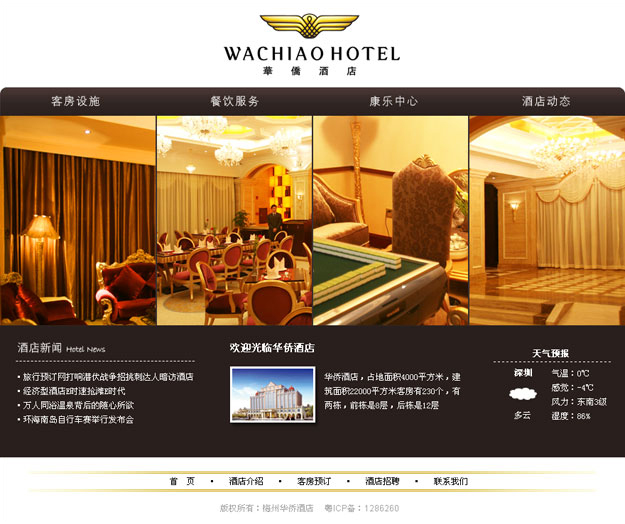 WACHIAO HOTEL
華僑酒店
客房设施 餐饮服务 康乐中心 酒店动态
酒店新闻 Hotel News
• 旅行预订网打响潜伏战争招挑刺达人暗访酒店
• 经济型酒店E时速抢滩E时代
• 万人同浴温泉背后的随心所欲
• 环海南岛自行车赛举行发布会
欢迎光临华侨酒店
华侨酒店，占地面积4000平方米，建
筑面积22000平方米客房有230个，有
两栋，前栋是8层，后栋是12层
天气预报
深圳
多云
气温：0℃
感觉：-4℃
风力：东南3级
湿度：86%
首 页 • 酒店介绍 • 客房预订 • 酒店招聘 • 联系我们
版权所有：梅州华侨酒店 粤ICP备：1286260